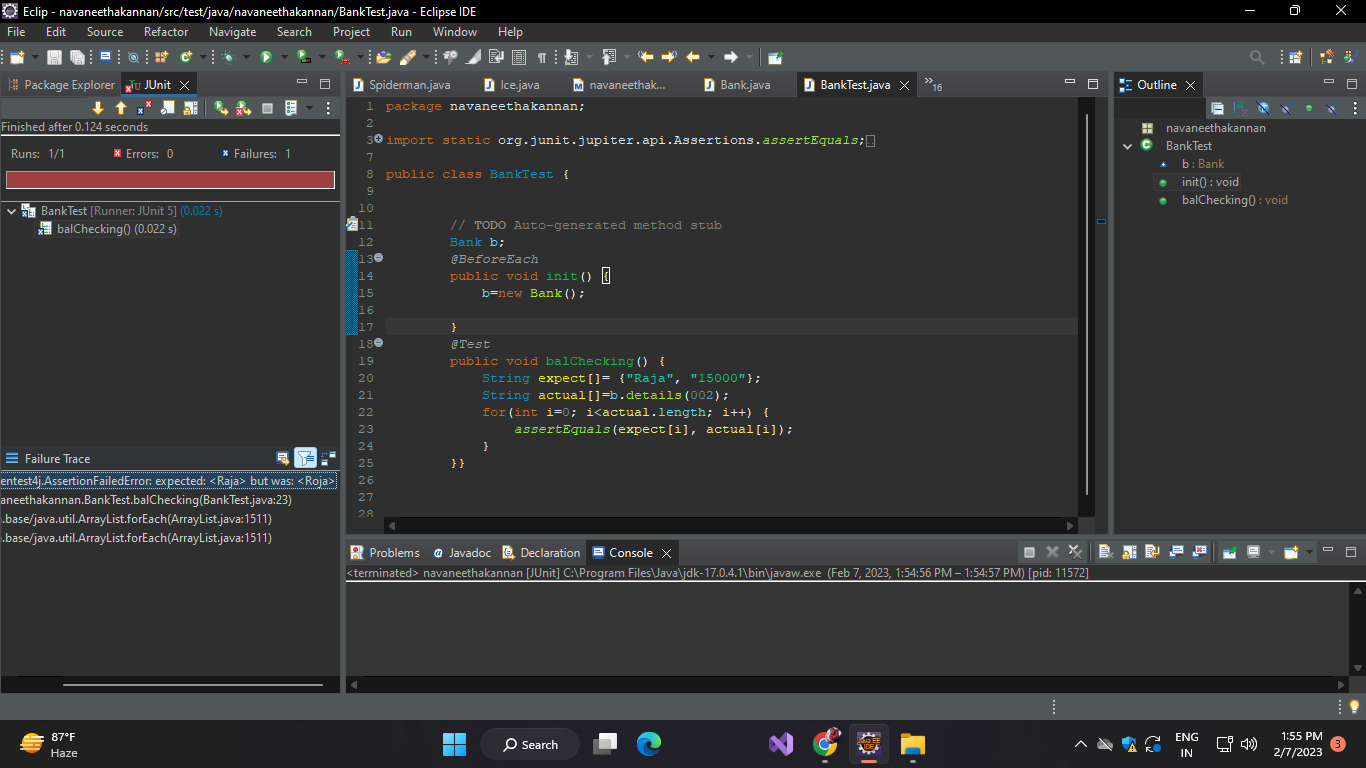 Eclip - navaneethakannan/src/test/java/navaneethakannan/BankTest.java - Eclipse IDE
File Edit Source Refactor Navigate Search Project Run Window Help
Package Explorer JUnit
Finished after 0.124 seconds
Runs: 1/1 Errors: 0 Failures: 1
BankTest [Runner: JUnit 5] (0.022 s)
balChecking() (0.022 s)
Failure Trace
entest4j.AssertionFailedError: expected: <Raja> but was: <Roja>
aneethakannan.BankTest.balChecking(BankTest.java:23)
.base/java.util.ArrayList.forEach(ArrayList.java:1511)
.base/java.util.ArrayList.forEach(ArrayList.java:1511)
Spiderman.java Ice.java navaneethak... Bank.java BankTest.java »16
1 package navaneethakannan;
2
3 import static org.junit.jupiter.api.Assertions.assertEquals;
7
8 public class BankTest {
9
10
11 // TODO Auto-generated method stub
12 Bank b;
13 @BeforeEach
14 public void init() {
15 b=new Bank();
16
17 }
18 @Test
19 public void balChecking() {
20 String expect[]= {"Raja", "15000"};
21 String actual[]=b.details(002);
22 for(int i=0; i<actual.length; i++) {
23 assertEquals(expect[i], actual[i]);
24 }
25 }}
26
27
28
Outline
navaneethakannan
BankTest
b : Bank
init() : void
balChecking() : void
Problems Javadoc Declaration Console
<terminated> navaneethakannan [JUnit] C:\Program Files\Java\jdk-17.0.4.1\bin\javaw.exe (Feb 7, 2023, 1:54:56 PM – 1:54:57 PM) [pid: 11572]
87°F
Haze
Search
Java EE
IDE
ENG
IN
1:55 PM
2/7/2023
3